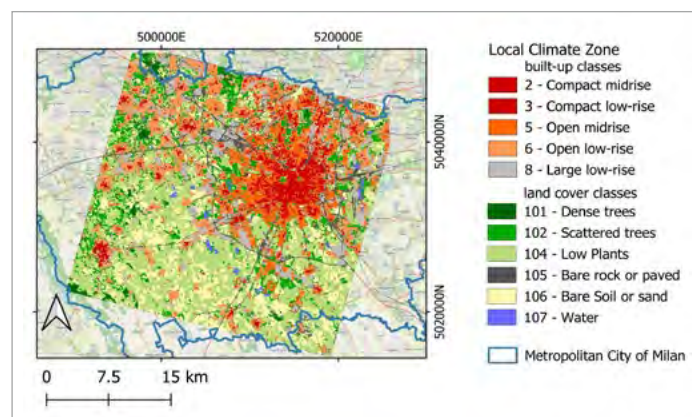 500000E 520000E
5040000N
5020000N
Local Climate Zone
built-up classes
2 - Compact midrise
3 - Compact low-rise
5 - Open midrise
6 - Open low-rise
8 - Large low-rise
land cover classes
101 - Dense trees
102 - Scattered trees
104 - Low Plants
105 - Bare rock or paved
106 - Bare Soil or sand
107 - Water
Metropolitan City of Milan
0 7.5 15 km